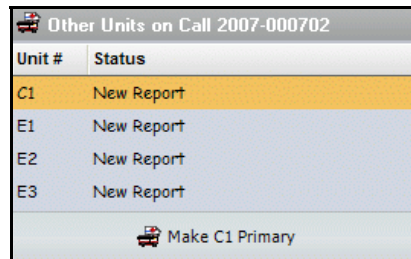 Other Units on Call 2007-000702
Unit # Status
C1 New Report
E1 New Report
E2 New Report
E3 New Report
Make C1 Primary